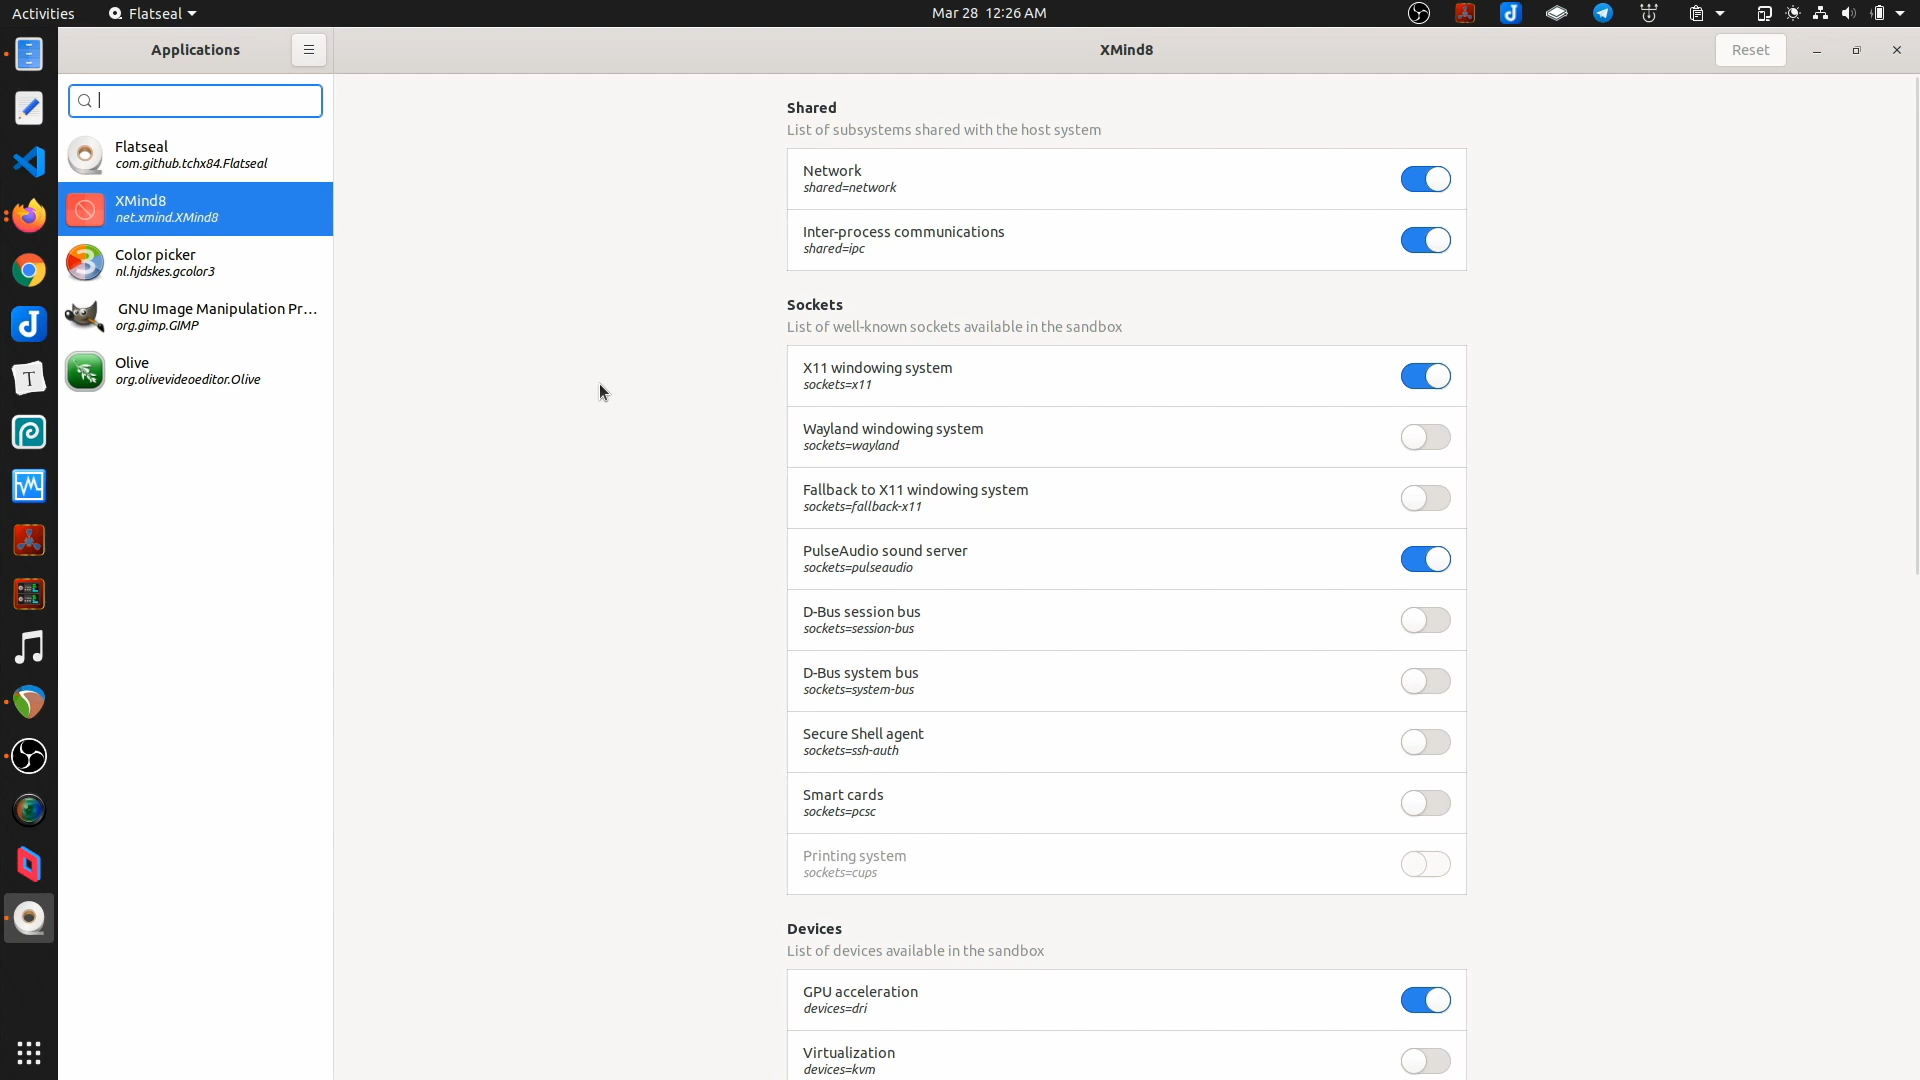 Activities
Flatseal
Mar 28 12:26 AM
Applications
XMind8
Reset
Flatseal
com.github.tchx84.Flatseal
XMind8
net.xmind.XMind8
Color picker
nl.hjdskes.gcolor3
GNU Image Manipulation Pr...
org.gimp.GIMP
Olive
org.olivevideoeditor.Olive
Shared
List of subsystems shared with the host system
Network
shared=network
Inter-process communications
shared=ipc
Sockets
List of well-known sockets available in the sandbox
X11 windowing system
sockets=x11
Wayland windowing system
sockets=wayland
Fallback to X11 windowing system
sockets=fallback-x11
PulseAudio sound server
sockets=pulseaudio
D-Bus session bus
sockets=session-bus
D-Bus system bus
sockets=system-bus
Secure Shell agent
sockets=ssh-auth
Smart cards
sockets=pcsc
Printing system
sockets=cups
Devices
List of devices available in the sandbox
GPU acceleration
devices=dri
Virtualization
devices=kvm